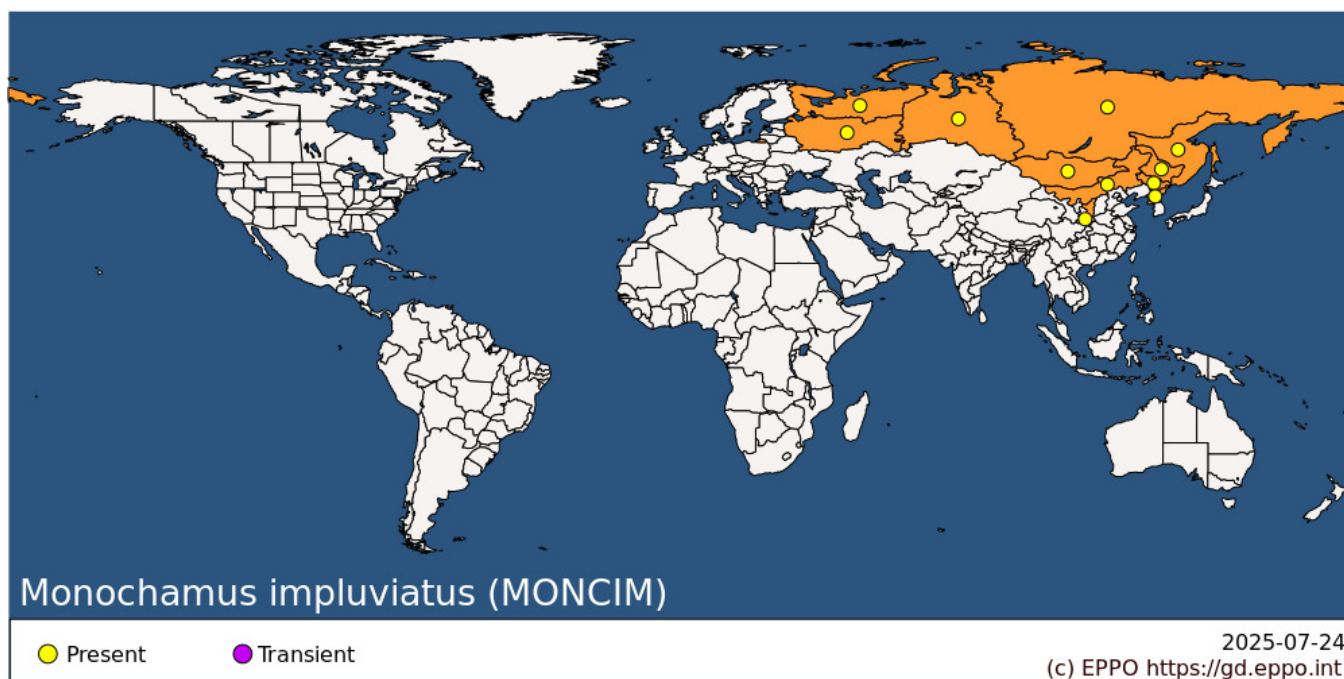 Monochamus impluviatus (MONCIM)
Present
Transient
2025-07-24
(c) EPPO https://gd.eppo.int